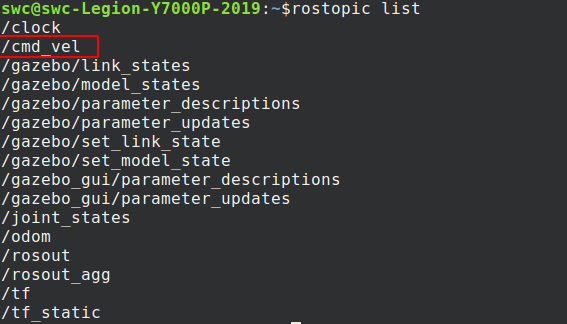 swc@swc-Legion-Y7000P-2019:~$rostopic list
/clock
/cmd_vel
/gazebo/link_states
/gazebo/model_states
/gazebo/parameter_descriptions
/gazebo/parameter_updates
/gazebo/set_link_state
/gazebo/set_model_state
/gazebo_gui/parameter_descriptions
/gazebo_gui/parameter_updates
/joint_states
/odom
/rosout
/rosout_agg
/tf
/tf_static